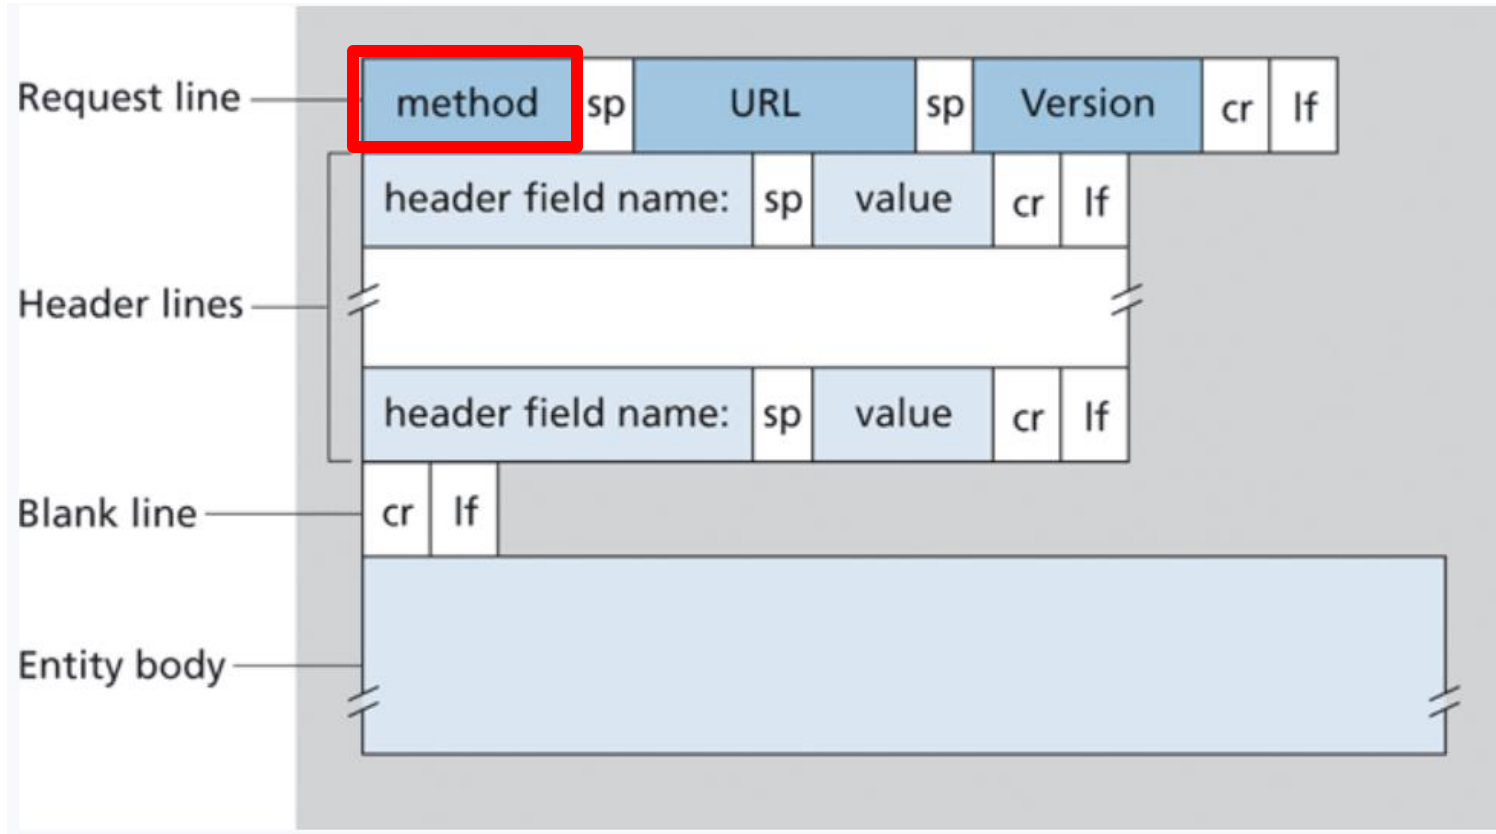 Request line method sp URL sp Version cr lf
header field name: sp value cr lf
Header lines
header field name: sp value cr lf
Blank line cr lf
Entity body